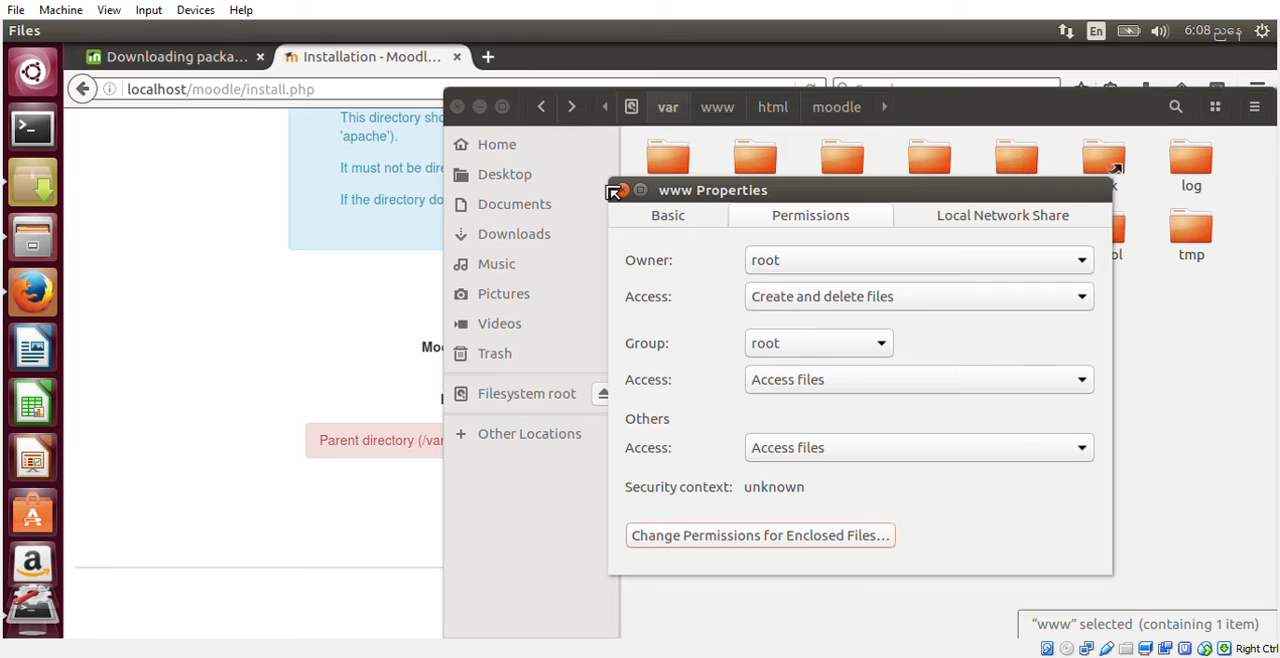 File Machine View Input Devices Help
Files En 6:08 ညနေ
Downloading packa... Installation - Moodl...
localhost/moodle/install.php
This directory sho
'apache').
It must not be dire
If the directory do
Moo
Parent directory (/var
var www html moodle
Home
Desktop
Documents
Downloads
Music
Pictures
Videos
Trash
Filesystem root
Other Locations
k log
ol tmp
www Properties
Basic Permissions Local Network Share
Owner: root
Access: Create and delete files
Group: root
Access: Access files
Others
Access: Access files
Security context: unknown
Change Permissions for Enclosed Files...
"www" selected (containing 1 item)
Right Ctrl